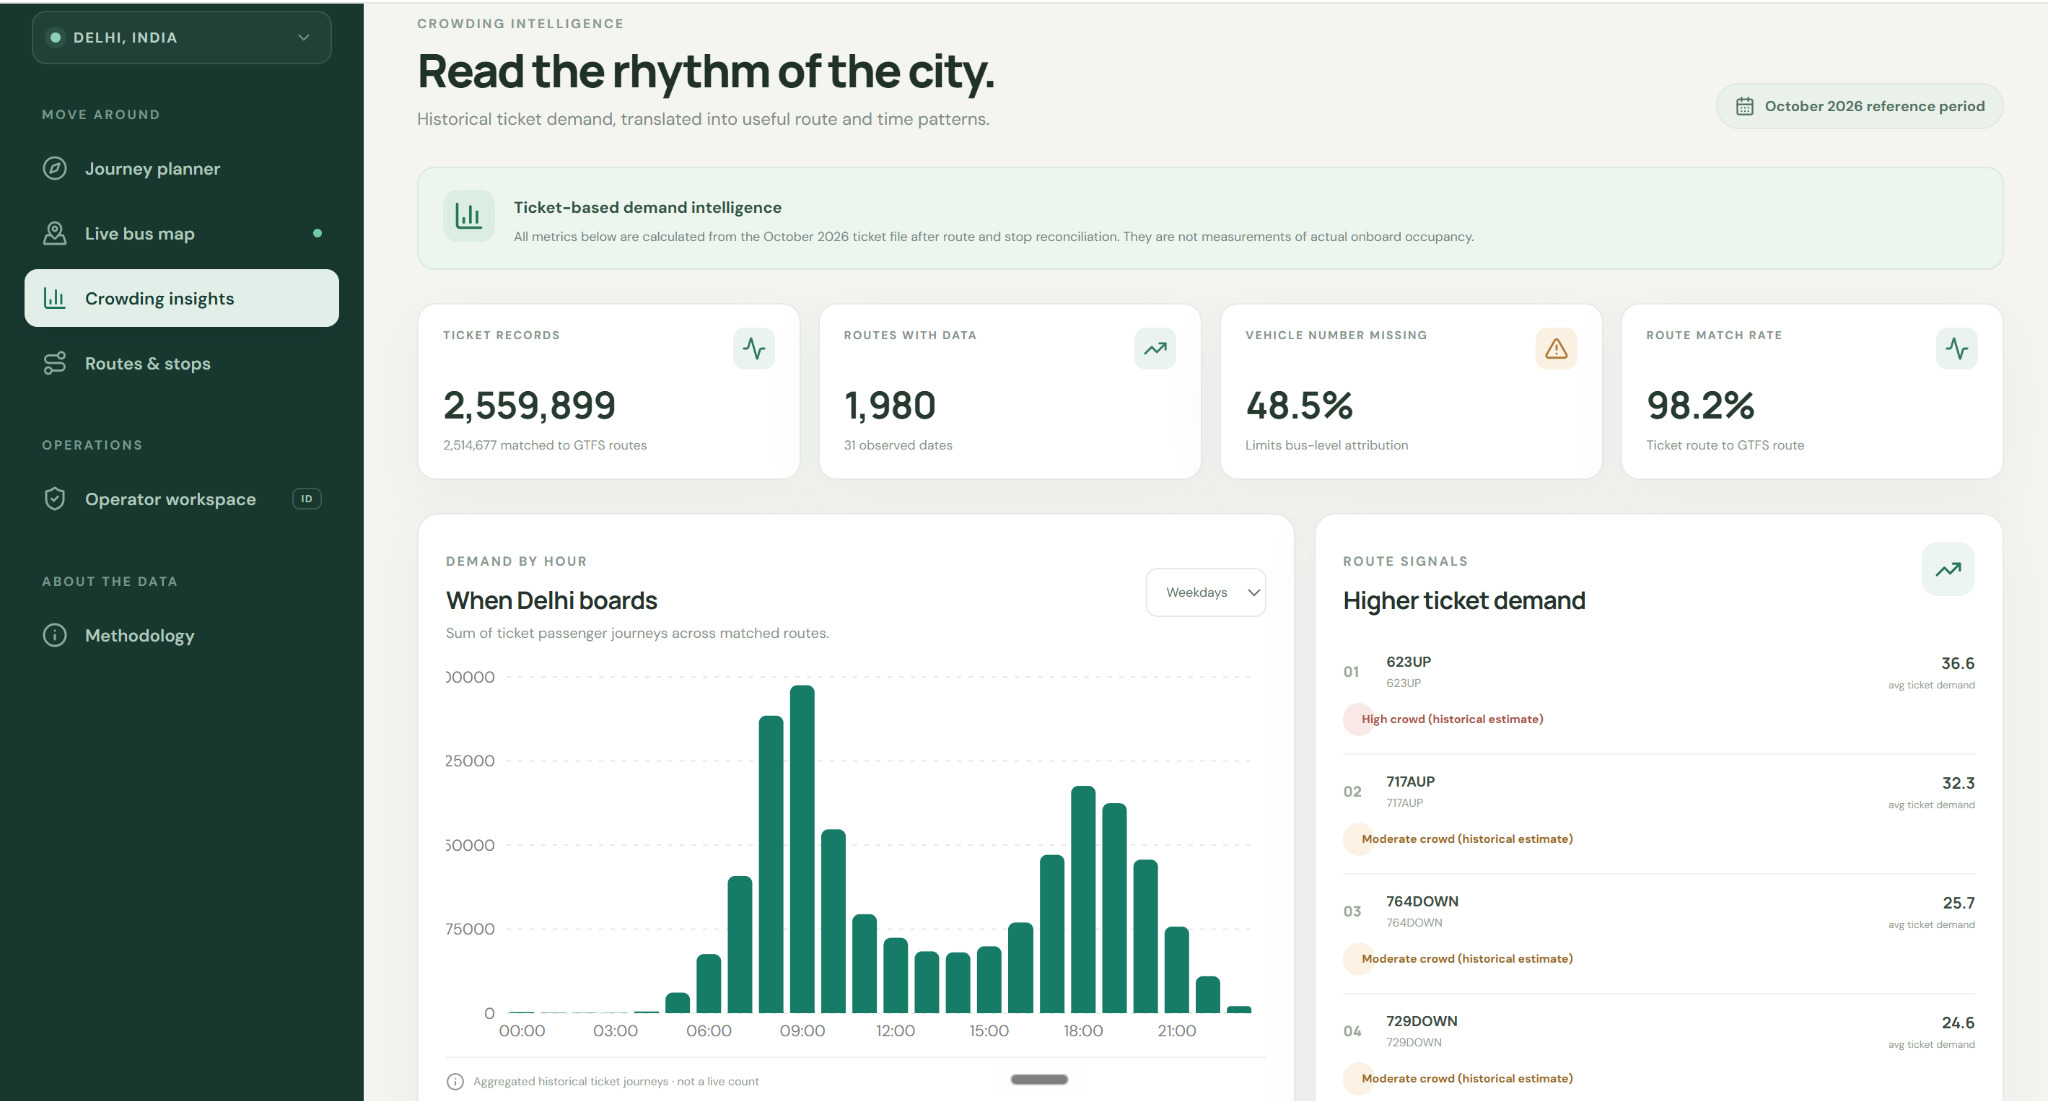 DELHI, INDIA
MOVE AROUND
Journey planner
Live bus map
Crowding insights
Routes & stops
OPERATIONS
Operator workspace
ID
ABOUT THE DATA
Methodology
CROWDING INTELLIGENCE
Read the rhythm of the city.
Historical ticket demand, translated into useful route and time patterns.
October 2026 reference period
Ticket-based demand intelligence
All metrics below are calculated from the October 2026 ticket file after route and stop reconciliation. They are not measurements of actual onboard occupancy.
TICKET RECORDS
2,559,899
2,514,677 matched to GTFS routes
ROUTES WITH DATA
1,980
31 observed dates
VEHICLE NUMBER MISSING
48.5%
Limits bus-level attribution
ROUTE MATCH RATE
98.2%
Ticket route to GTFS route
DEMAND BY HOUR
When Delhi boards
Sum of ticket passenger journeys across matched routes.
Weekdays
00000
25000
50000
75000
0
00:00 03:00 06:00 09:00 12:00 15:00 18:00 21:00
Aggregated historical ticket journeys · not a live count
ROUTE SIGNALS
Higher ticket demand
01
623UP
623UP
36.6
avg ticket demand
High crowd (historical estimate)
02
717AUP
717AUP
32.3
avg ticket demand
Moderate crowd (historical estimate)
03
764DOWN
764DOWN
25.7
avg ticket demand
Moderate crowd (historical estimate)
04
729DOWN
729DOWN
24.6
avg ticket demand
Moderate crowd (historical estimate)